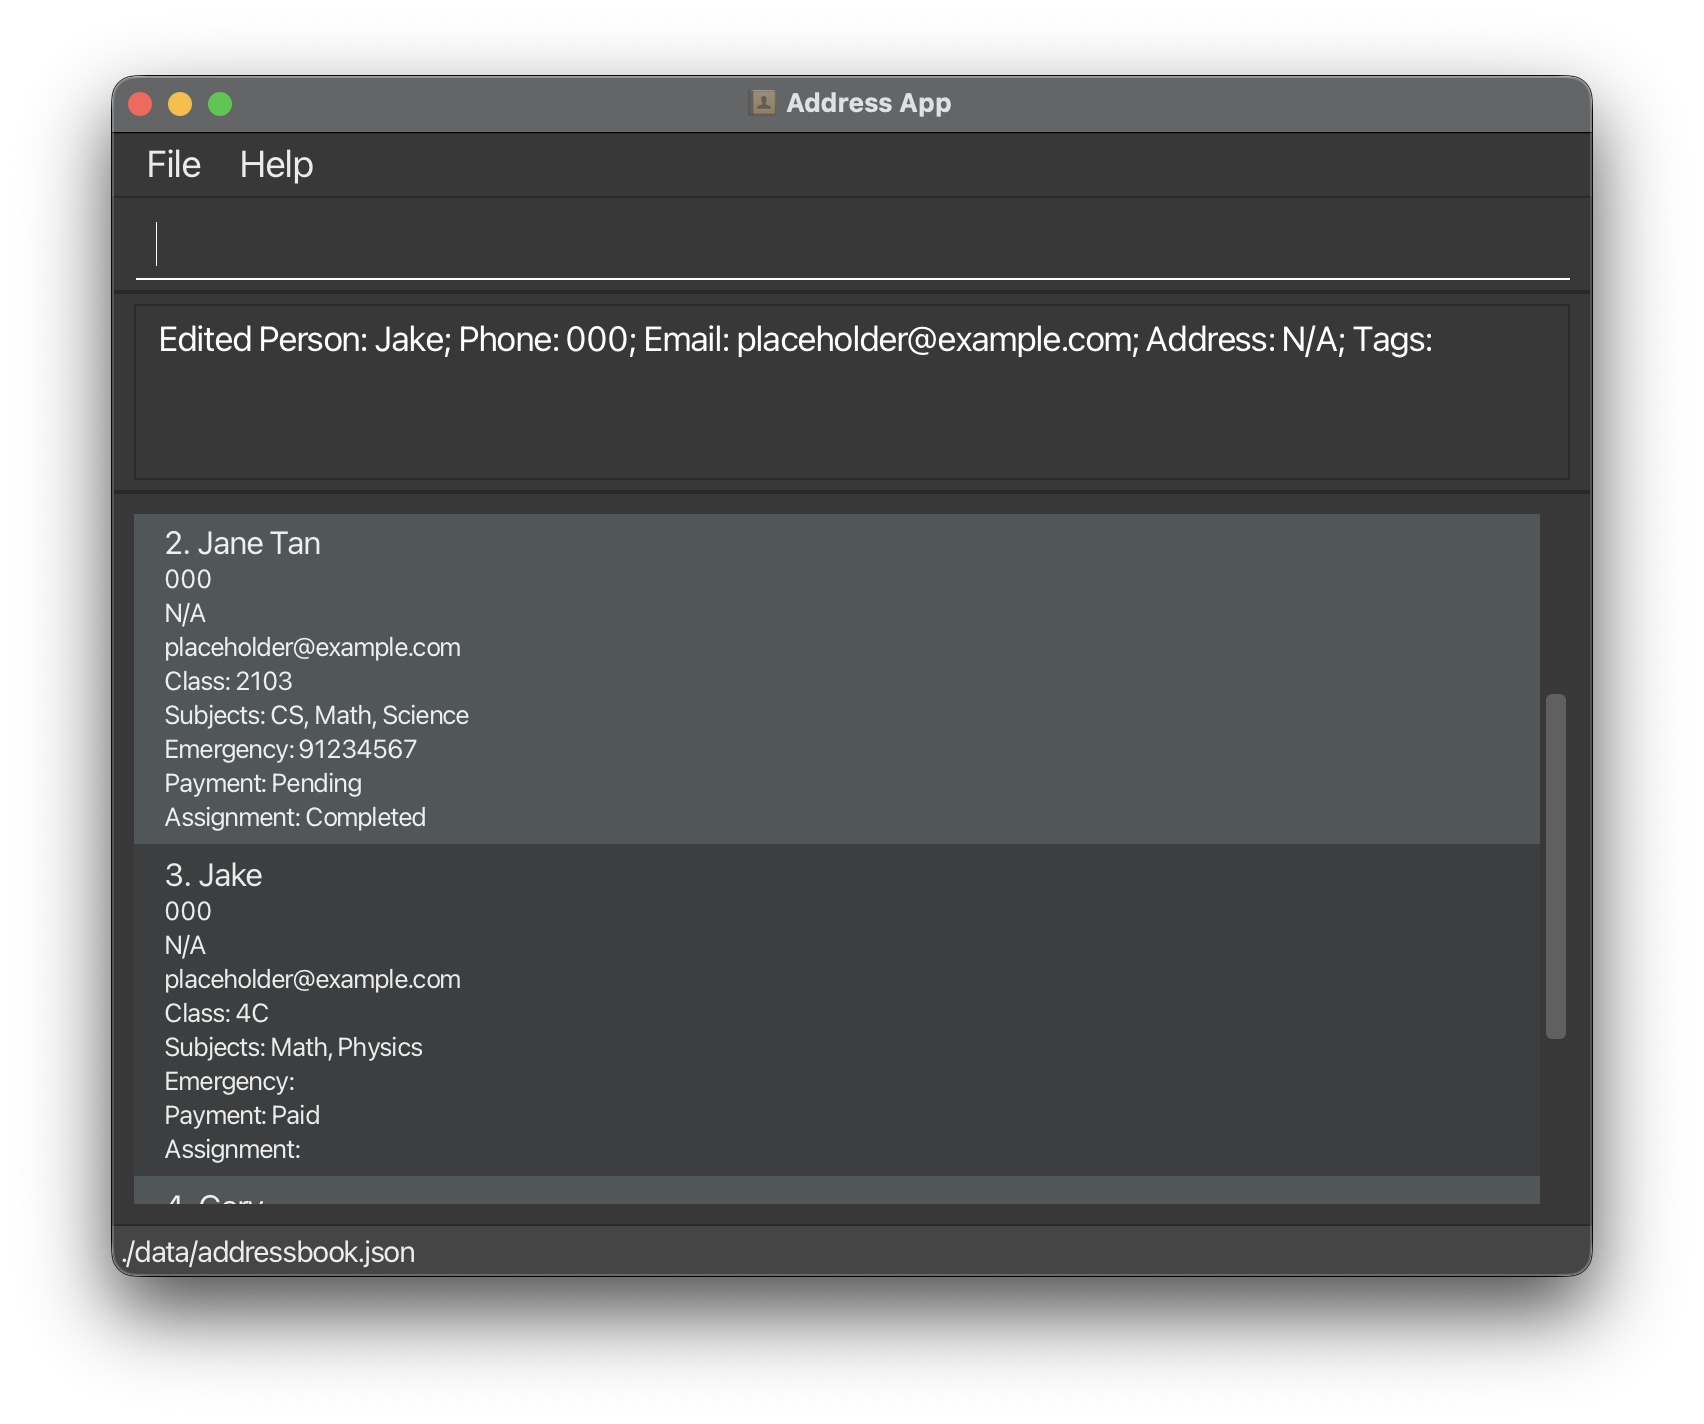 Address App
File Help
Edited Person: Jake; Phone: 000; Email: placeholder@example.com; Address: N/A; Tags:
2. Jane Tan
000
N/A
placeholder@example.com
Class: 2103
Subjects: CS, Math, Science
Emergency: 91234567
Payment: Pending
Assignment: Completed
3. Jake
000
N/A
placeholder@example.com
Class: 4C
Subjects: Math, Physics
Emergency:
Payment: Paid
Assignment:
4.
./data/addressbook.json